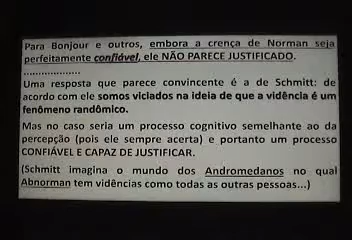 Para Bonjour e outros, embora a crença de Norman seja
perfeitamente confiável, ele NÃO PARECE JUSTIFICADO.
...................
Uma resposta que parece convincente é a de Schmitt: de
acordo com ele somos viciados na ideia de que a vidência é um
fenômeno randômico.
Mas no caso seria um processo cognitivo semelhante ao da
percepção (pois ele sempre acerta) e portanto um processo
CONFIÁVEL E CAPAZ DE JUSTIFICAR.
(Schmitt imagina o mundo dos Andromedanos no qual
Abnorman tem vidências como todas as outras pessoas...)